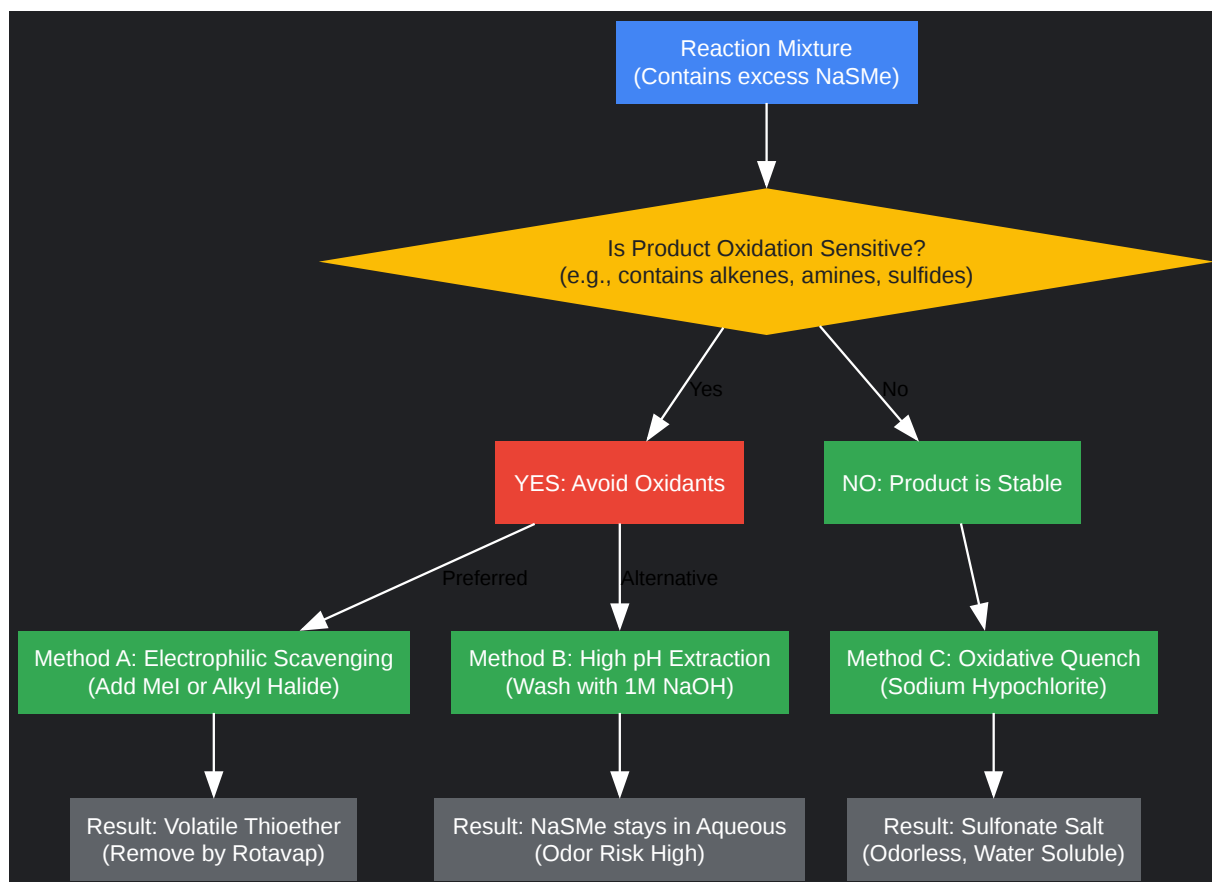 Reaction Mixture
(Contains excess NaSMe)
Is Product Oxidation Sensitive?
(e.g., contains alkenes, amines, sulfides)
Yes
No
YES: Avoid Oxidants
NO: Product is Stable
Preferred
Alternative
Method A: Electrophilic Scavenging
(Add MeI or Alkyl Halide)
Method B: High pH Extraction
(Wash with 1M NaOH)
Method C: Oxidative Quench
(Sodium Hypochlorite)
Result: Volatile Thioether
(Remove by Rotavap)
Result: NaSMe stays in Aqueous
(Odor Risk High)
Result: Sulfonate Salt
(Odorless, Water Soluble)